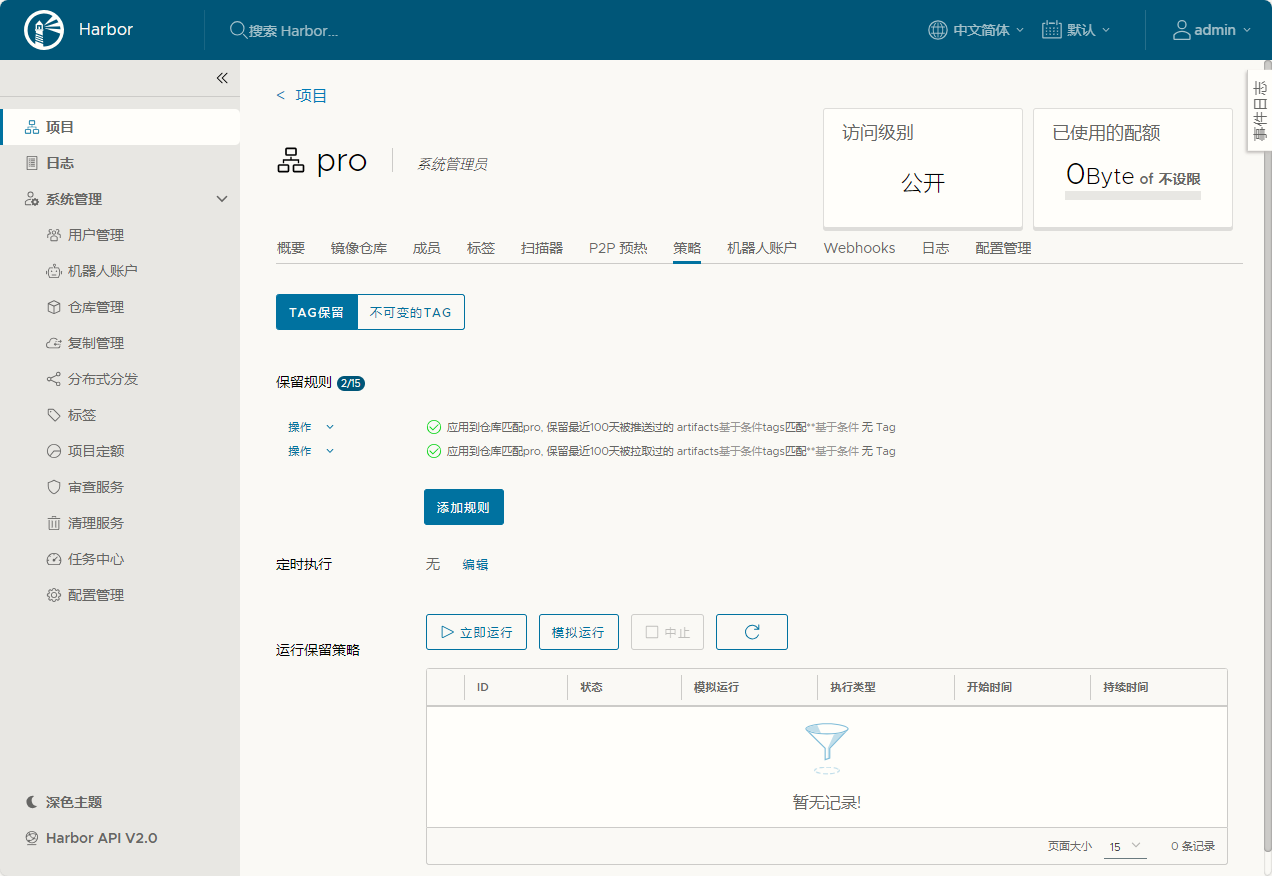 Harbor
搜索 Harbor...
中文简体
默认
admin
事件日志
项目
日志
系统管理
用户管理
机器人账户
仓库管理
复制管理
分布式分发
标签
项目定额
审查服务
清理服务
任务中心
配置管理
深色主题
Harbor API V2.0
< 项目
pro
系统管理员
访问级别
公开
已使用的配额
0Byte of 不设限
概要 镜像仓库 成员 标签 扫描器 P2P 预热 策略 机器人账户 Webhooks 日志 配置管理
TAG保留 不可变的TAG
保留规则 2/15
操作 应用到仓库匹配pro, 保留最近100天被推送过的 artifacts基于条件tags匹配**基于条件 无 Tag
操作 应用到仓库匹配pro, 保留最近100天被拉取过的 artifacts基于条件tags匹配**基于条件 无 Tag
添加规则
定时执行 无 编辑
运行保留策略
立即运行 模拟运行 中止
ID 状态 模拟运行 执行类型 开始时间 持续时间
暂无记录!
页面大小 15 0 条记录